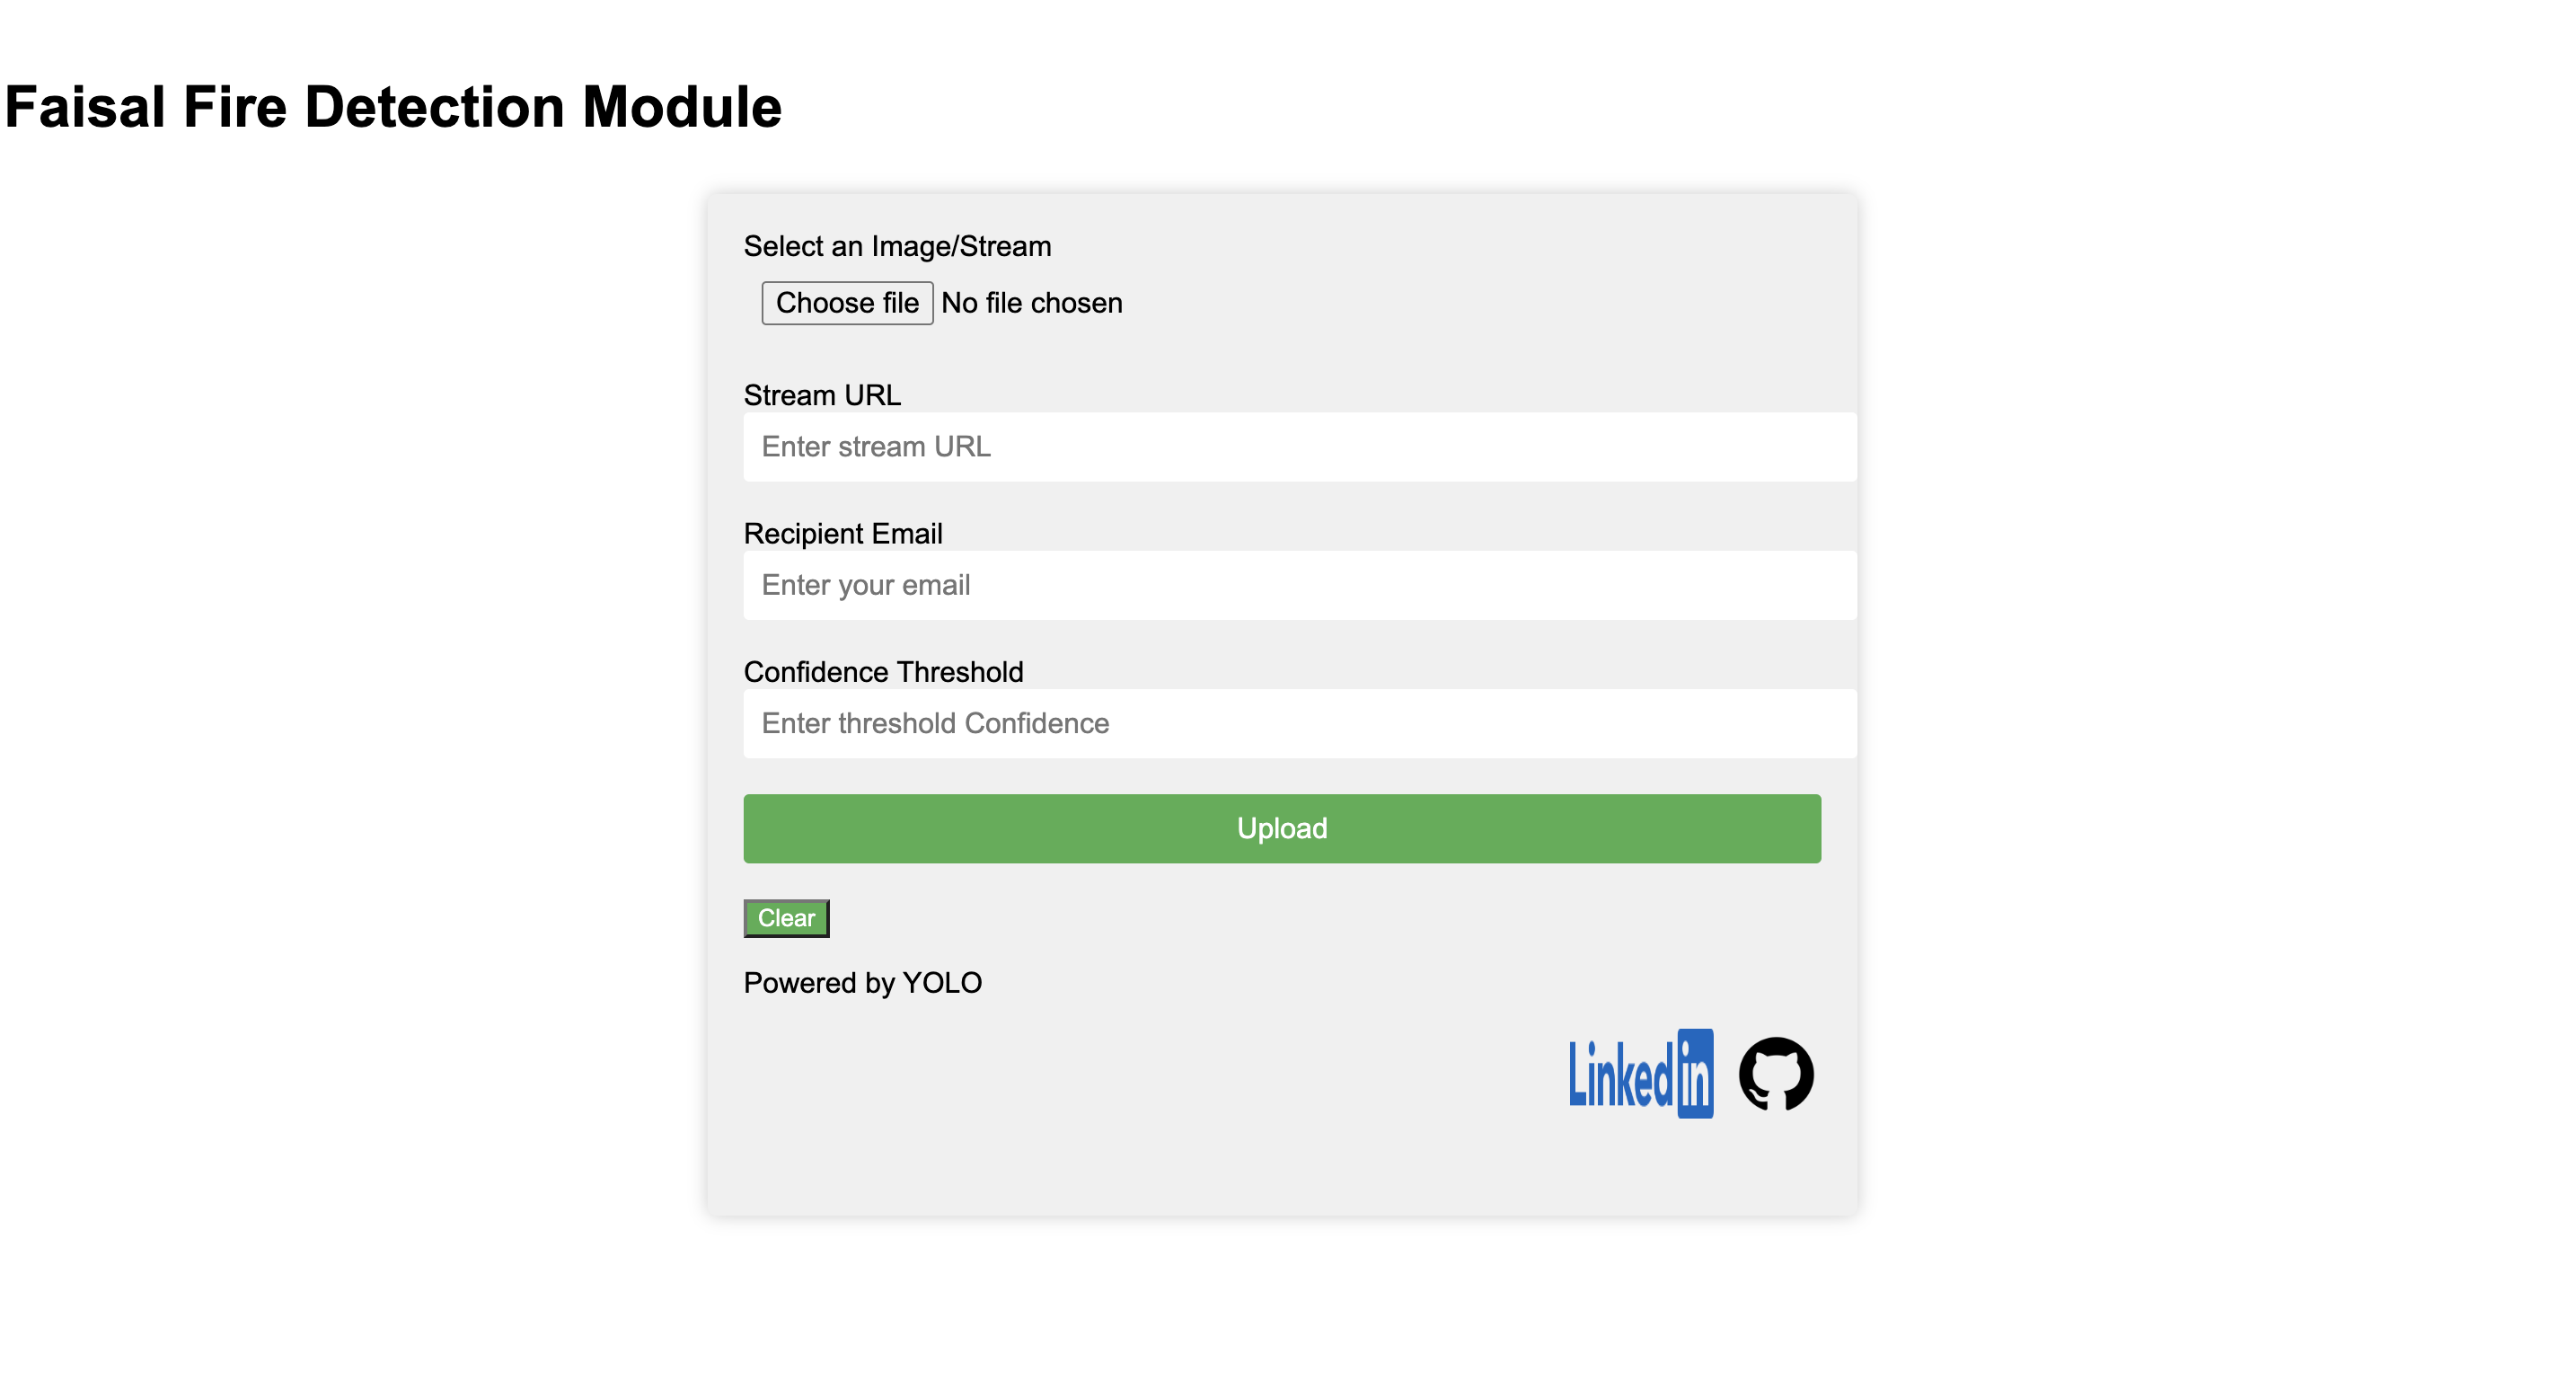 Faisal Fire Detection Module
Select an Image/Stream
Choose file No file chosen
Stream URL
Enter stream URL
Recipient Email
Enter your email
Confidence Threshold
Enter threshold Confidence
Upload
Clear
Powered by YOLO
Linkedin